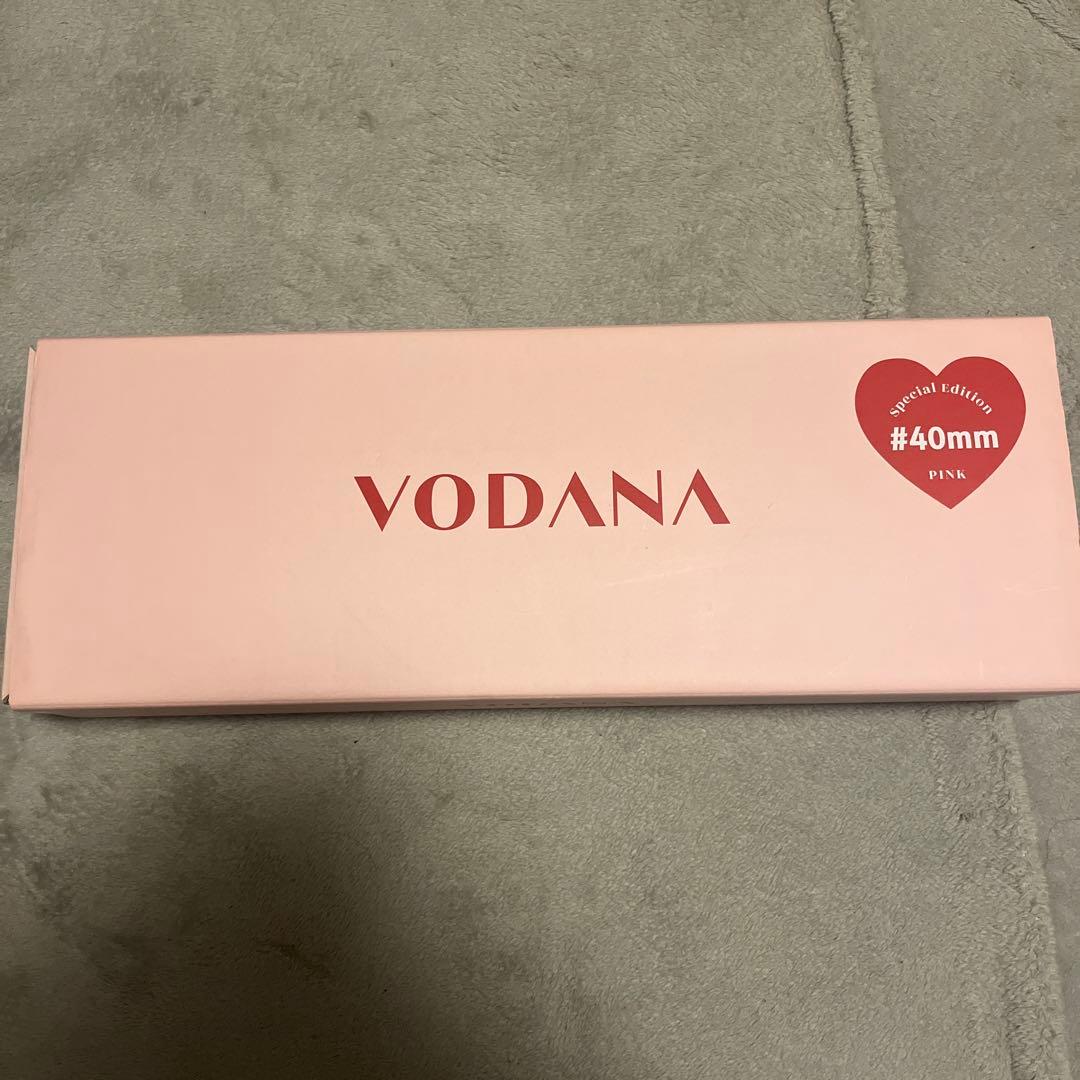 VODANA
Special Edition
#40mm
PINK